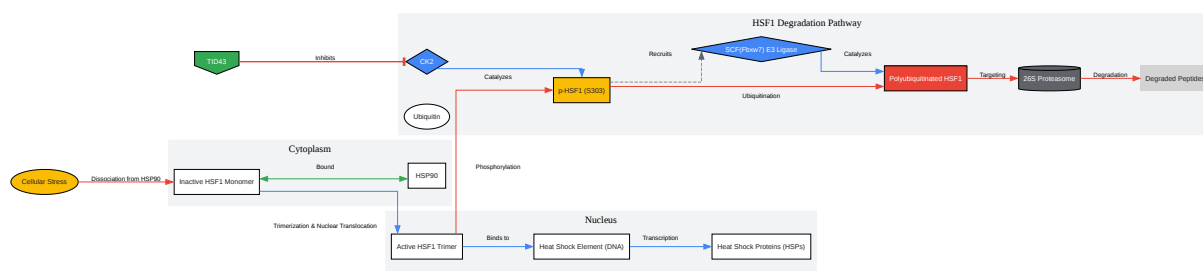 HSF1 Degradation Pathway
TID43
Inhibits
CK2
Catalyzes
p-HSF1 (S303)
Recruits
SCF(Fbxw7) E3 Ligase
Catalyzes
Polyubiquitinated HSF1
Targeting
26S Proteasome
Degradation
Degraded Peptides
Ubiquitination
Ubiquitin
Cytoplasm
Cellular Stress
Dissociation from HSP90
Inactive HSF1 Monomer
Bound
HSP90
Phosphorylation
Trimerization & Nuclear Translocation
Nucleus
Active HSF1 Trimer
Binds to
Heat Shock Element (DNA)
Transcription
Heat Shock Proteins (HSPs)